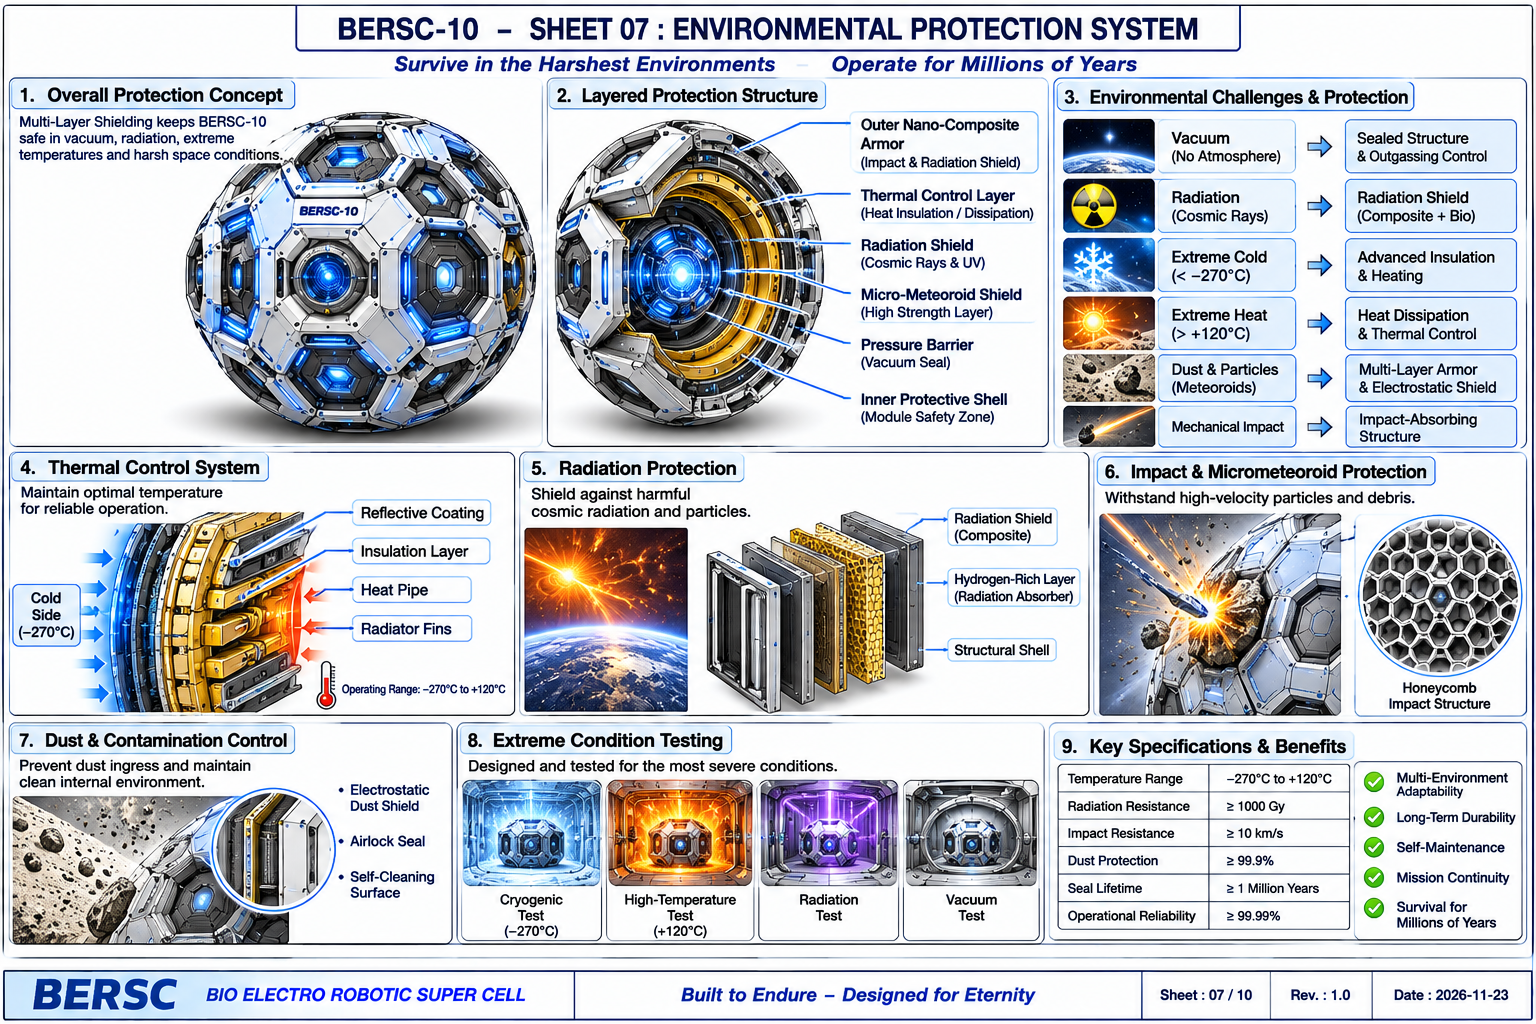 BERSC-10 – SHEET 07 : ENVIRONMENTAL PROTECTION SYSTEM
Survive in the Harshest Environments – Operate for Millions of Years
1. Overall Protection Concept
Multi-Layer Shielding keeps BERSC-10
safe in vacuum, radiation, extreme
temperatures and harsh space conditions.
BERSC-10
2. Layered Protection Structure
Outer Nano-Composite
Armor
(Impact & Radiation Shield)
Thermal Control Layer
(Heat Insulation / Dissipation)
Radiation Shield
(Cosmic Rays & UV)
Micro-Meteoroid Shield
(High Strength Layer)
Pressure Barrier
(Vacuum Seal)
Inner Protective Shell
(Module Safety Zone)
3. Environmental Challenges & Protection
Vacuum
(No Atmosphere)
Sealed Structure
& Outgassing Control
Radiation
(Cosmic Rays)
Radiation Shield
(Composite + Bio)
Extreme Cold
(< −270°C)
Advanced Insulation
& Heating
Extreme Heat
(> +120°C)
Heat Dissipation
& Thermal Control
Dust & Particles
(Meteoroids)
Multi-Layer Armor
& Electrostatic Shield
Mechanical Impact
Impact-Absorbing
Structure
4. Thermal Control System
Maintain optimal temperature
for reliable operation.
Cold
Side
(−270°C)
Reflective Coating
Insulation Layer
Heat Pipe
Radiator Fins
Operating Range: −270°C to +120°C
5. Radiation Protection
Shield against harmful
cosmic radiation and particles.
Radiation Shield
(Composite)
Hydrogen-Rich Layer
(Radiation Absorber)
Structural Shell
6. Impact & Micrometeoroid Protection
Withstand high-velocity particles and debris.
Honeycomb
Impact Structure
7. Dust & Contamination Control
Prevent dust ingress and maintain
clean internal environment.
• Electrostatic
Dust Shield
• Airlock Seal
• Self-Cleaning
Surface
8. Extreme Condition Testing
Designed and tested for the most severe conditions.
Cryogenic
Test
(−270°C)
High-Temperature
Test
(+120°C)
Radiation
Test
Vacuum
Test
9. Key Specifications & Benefits
Temperature Range −270°C to +120°C
Radiation Resistance ≥ 1000 Gy
Impact Resistance ≥ 10 km/s
Dust Protection ≥ 99.9%
Seal Lifetime ≥ 1 Million Years
Operational Reliability ≥ 99.99%
Multi-Environment
Adaptability
Long-Term Durability
Self-Maintenance
Mission Continuity
Survival for
Millions of Years
BERSC BIO ELECTRO ROBOTIC SUPER CELL
Built to Endure – Designed for Eternity
Sheet : 07 / 10
Rev. : 1.0
Date : 2026-11-23